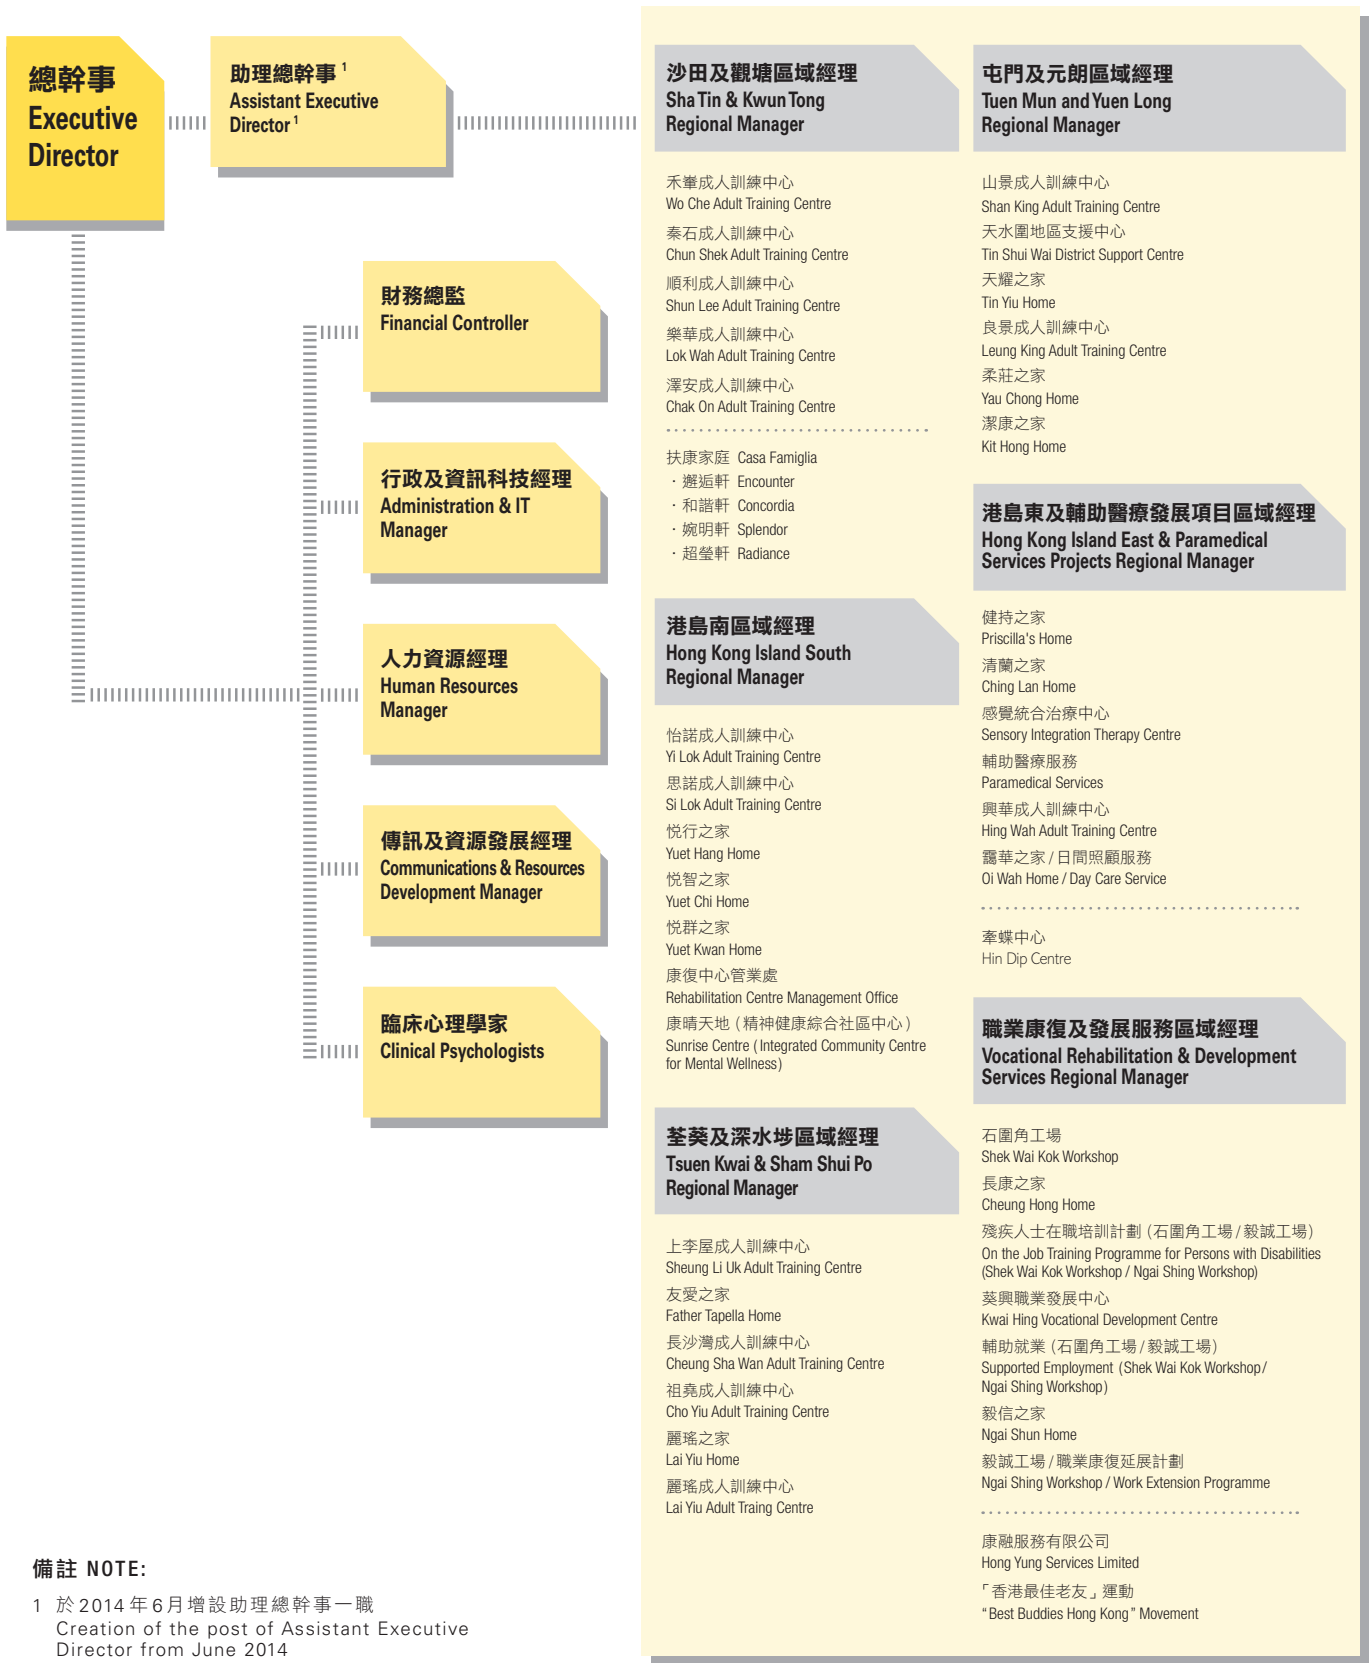 總幹事
Executive
Director
助理總幹事 1
Assistant Executive
Director 1
財務總監
Financial Controller
行政及資訊科技經理
Administration & IT
Manager
人力資源經理
Human Resources
Manager
傳訊及資源發展經理
Communications & Resources
Development Manager
臨床心理學家
Clinical Psychologists
沙田及觀塘區域經理
Sha Tin & Kwun Tong
Regional Manager
禾輋成人訓練中心
Wo Che Adult Training Centre
秦石成人訓練中心
Chun Shek Adult Training Centre
順利成人訓練中心
Shun Lee Adult Training Centre
樂華成人訓練中心
Lok Wah Adult Training Centre
澤安成人訓練中心
Chak On Adult Training Centre
扶康家庭 Casa Famiglia
· 邂逅軒 Encounter
· 和諧軒 Concordia
· 婉明軒 Splendor
· 超瑩軒 Radiance
港島南區域經理
Hong Kong Island South
Regional Manager
怡諾成人訓練中心
Yi Lok Adult Training Centre
思諾成人訓練中心
Si Lok Adult Training Centre
悦行之家
Yuet Hang Home
悦智之家
Yuet Chi Home
悦群之家
Yuet Kwan Home
康復中心管業處
Rehabilitation Centre Management Office
康晴天地 (精神健康綜合社區中心)
Sunrise Centre (Integrated Community Centre
for Mental Wellness)
荃葵及深水埗區域經理
Tsuen Kwai & Sham Shui Po
Regional Manager
上李屋成人訓練中心
Sheung Li Uk Adult Training Centre
友愛之家
Father Tapella Home
長沙灣成人訓練中心
Cheung Sha Wan Adult Training Centre
祖堯成人訓練中心
Cho Yiu Adult Training Centre
麗瑤之家
Lai Yiu Home
麗瑤成人訓練中心
Lai Yiu Adult Traing Centre
屯門及元朗區域經理
Tuen Mun and Yuen Long
Regional Manager
山景成人訓練中心
Shan King Adult Training Centre
天水圍地區支援中心
Tin Shui Wai District Support Centre
天耀之家
Tin Yiu Home
良景成人訓練中心
Leung King Adult Training Centre
柔莊之家
Yau Chong Home
潔康之家
Kit Hong Home
港島東及輔助醫療發展項目區域經理
Hong Kong Island East & Paramedical
Services Projects Regional Manager
健持之家
Priscilla's Home
清蘭之家
Ching Lan Home
感覺統合治療中心
Sensory Integration Therapy Centre
輔助醫療服務
Paramedical Services
興華成人訓練中心
Hing Wah Adult Training Centre
靄華之家/日間照顧服務
Oi Wah Home / Day Care Service
牽蝶中心
Hin Dip Centre
職業康復及發展服務區域經理
Vocational Rehabilitation & Development
Services Regional Manager
石圍角工場
Shek Wai Kok Workshop
長康之家
Cheung Hong Home
殘疾人士在職培訓計劃 (石圍角工場/毅誠工場)
On the Job Training Programme for Persons with Disabilities
(Shek Wai Kok Workshop / Ngai Shing Workshop)
葵興職業發展中心
Kwai Hing Vocational Development Centre
輔助就業 (石圍角工場/毅誠工場)
Supported Employment (Shek Wai Kok Workshop/
Ngai Shing Workshop)
毅信之家
Ngai Shun Home
毅誠工場/職業康復延展計劃
Ngai Shing Workshop / Work Extension Programme
康融服務有限公司
Hong Yung Services Limited
「香港最佳老友」運動
“Best Buddies Hong Kong” Movement
備註 NOTE:
1 於2014年6月增設助理總幹事一職
Creation of the post of Assistant Executive
Director from June 2014